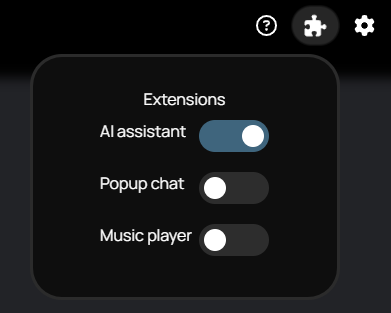 Extensions
AI assistant
Popup chat
Music player